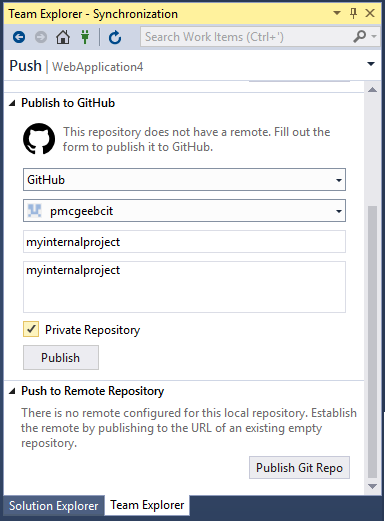 Team Explorer - Synchronization
Search Work Items (Ctrl+')
Push | WebApplication4
Publish to GitHub
This repository does not have a remote. Fill out the
form to publish it to GitHub.
GitHub
pmcgeebcit
myinternalproject
myinternalproject
Private Repository
Publish
Push to Remote Repository
There is no remote configured for this local repository. Establish
the remote by publishing to the URL of an existing empty
repository.
Publish Git Repo
Solution Explorer Team Explorer